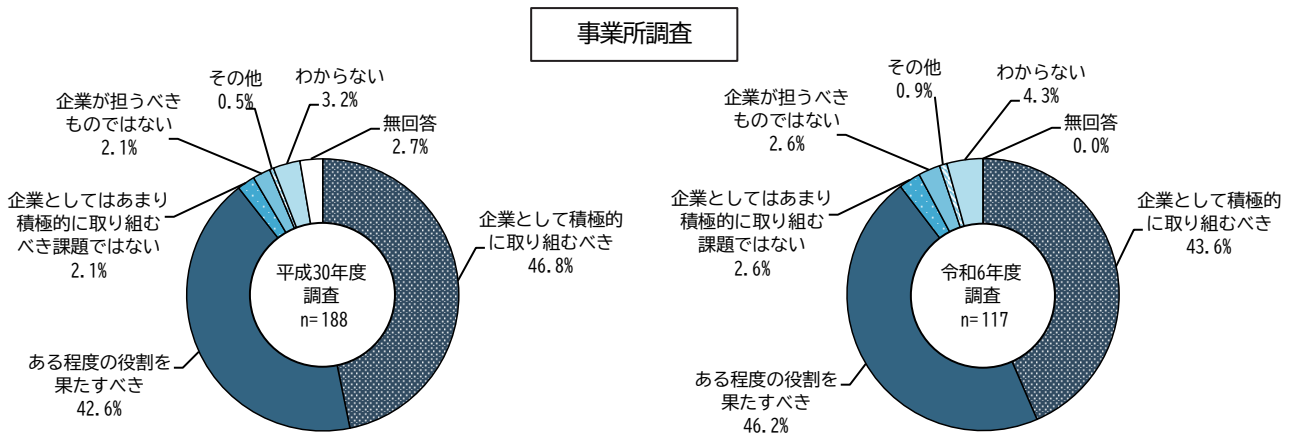 事業所調査
その他
0.5%
わからない
3.2%
企業が担うべき
ものではない
2.1%
無回答
2.7%
企業としてはあまり
積極的に取り組む
べき課題ではない
2.1%
企業として積極的
に取り組むべき
46.8%
平成30年度
調査
n=188
ある程度の役割を
果たすべき
42.6%
その他
0.9%
わからない
4.3%
企業が担うべき
ものではない
2.6%
無回答
0.0%
企業としてはあまり
積極的に取り組む
課題ではない
2.6%
企業として積極的
に取り組むべき
43.6%
令和6年度
調査
n=117
ある程度の役割を
果たすべき
46.2%